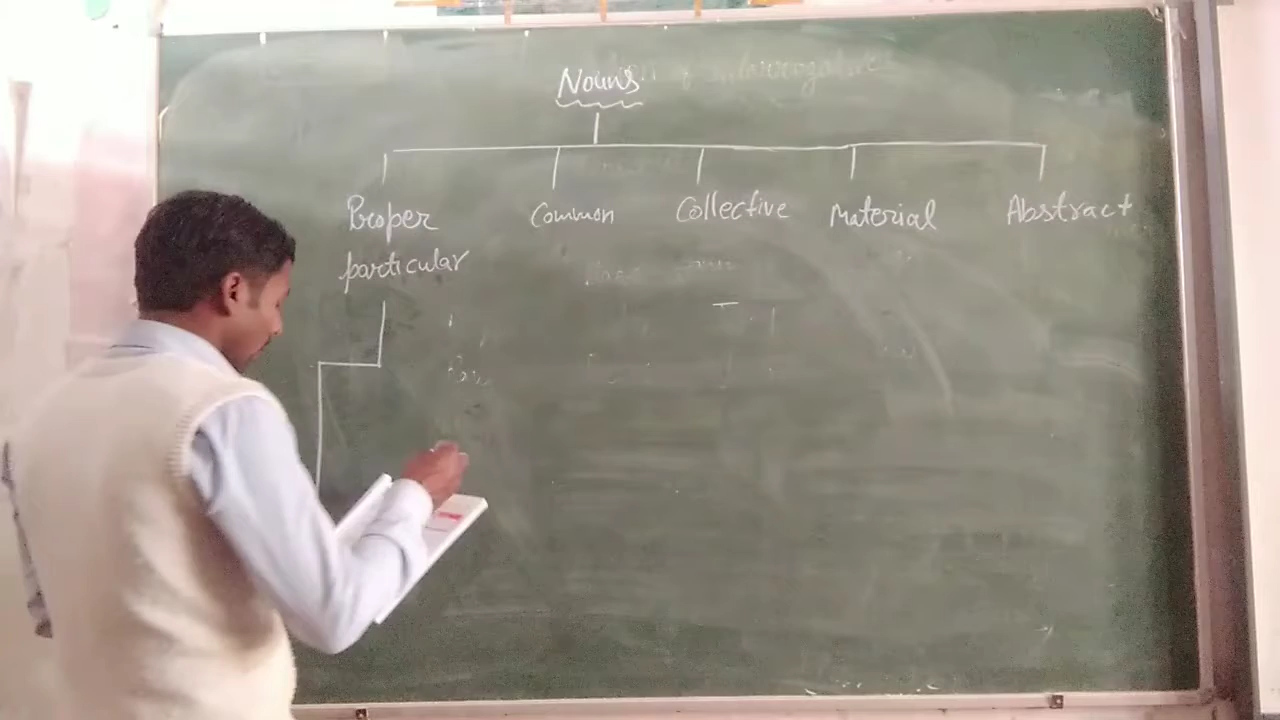 Nouns
Proper Common Collective Material Abstract
particular